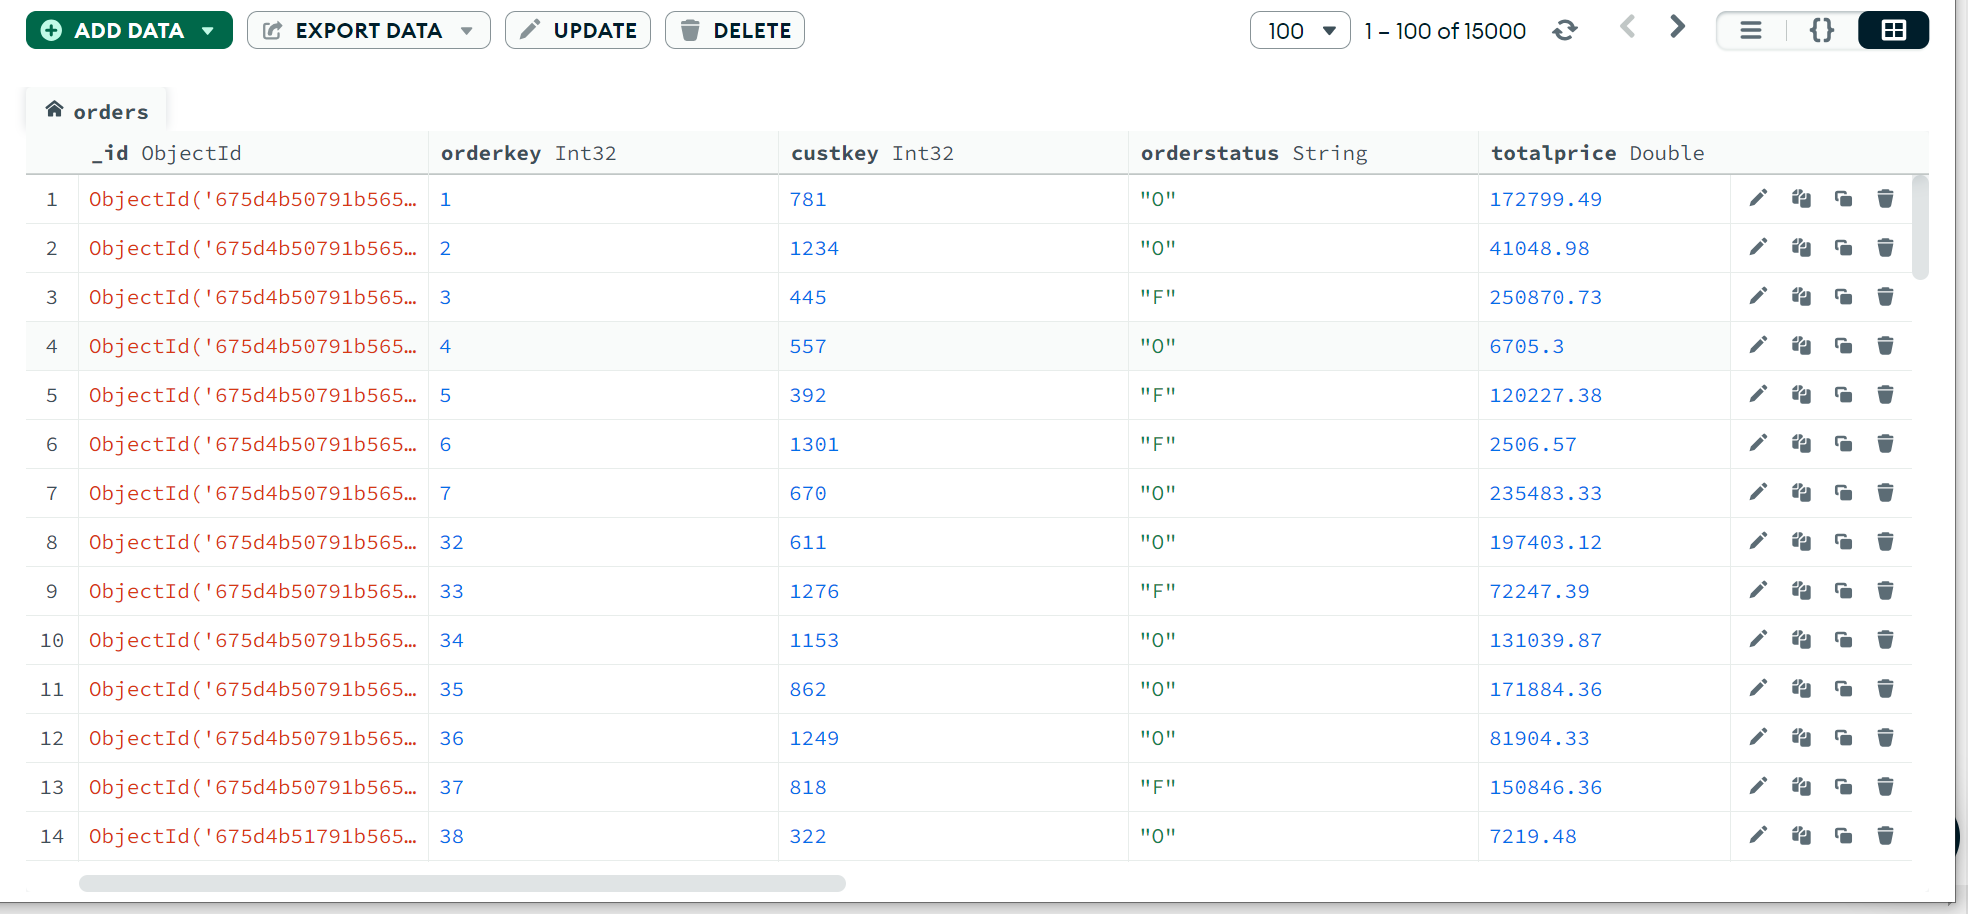 ADD DATA EXPORT DATA UPDATE DELETE 100 1 – 100 of 15000 {}
orders
_id ObjectId orderkey Int32 custkey Int32 orderstatus String totalprice Double
1 ObjectId('675d4b50791b565… 1 781 "O" 172799.49
2 ObjectId('675d4b50791b565… 2 1234 "O" 41048.98
3 ObjectId('675d4b50791b565… 3 445 "F" 250870.73
4 ObjectId('675d4b50791b565… 4 557 "O" 6705.3
5 ObjectId('675d4b50791b565… 5 392 "F" 120227.38
6 ObjectId('675d4b50791b565… 6 1301 "F" 2506.57
7 ObjectId('675d4b50791b565… 7 670 "O" 235483.33
8 ObjectId('675d4b50791b565… 32 611 "O" 197403.12
9 ObjectId('675d4b50791b565… 33 1276 "F" 72247.39
10 ObjectId('675d4b50791b565… 34 1153 "O" 131039.87
11 ObjectId('675d4b50791b565… 35 862 "O" 171884.36
12 ObjectId('675d4b50791b565… 36 1249 "O" 81904.33
13 ObjectId('675d4b50791b565… 37 818 "F" 150846.36
14 ObjectId('675d4b51791b565… 38 322 "O" 7219.48